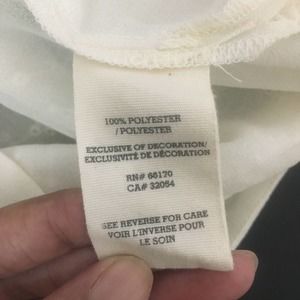 100% POLYESTER
/ POLYESTER
EXCLUSIVE OF DECORATION/
EXCLUSIVITÉ DE DÉCORATION
RN# 66170
CA# 32054
SEE REVERSE FOR CARE
VOIR L'INVERSE POUR
LE SOIN